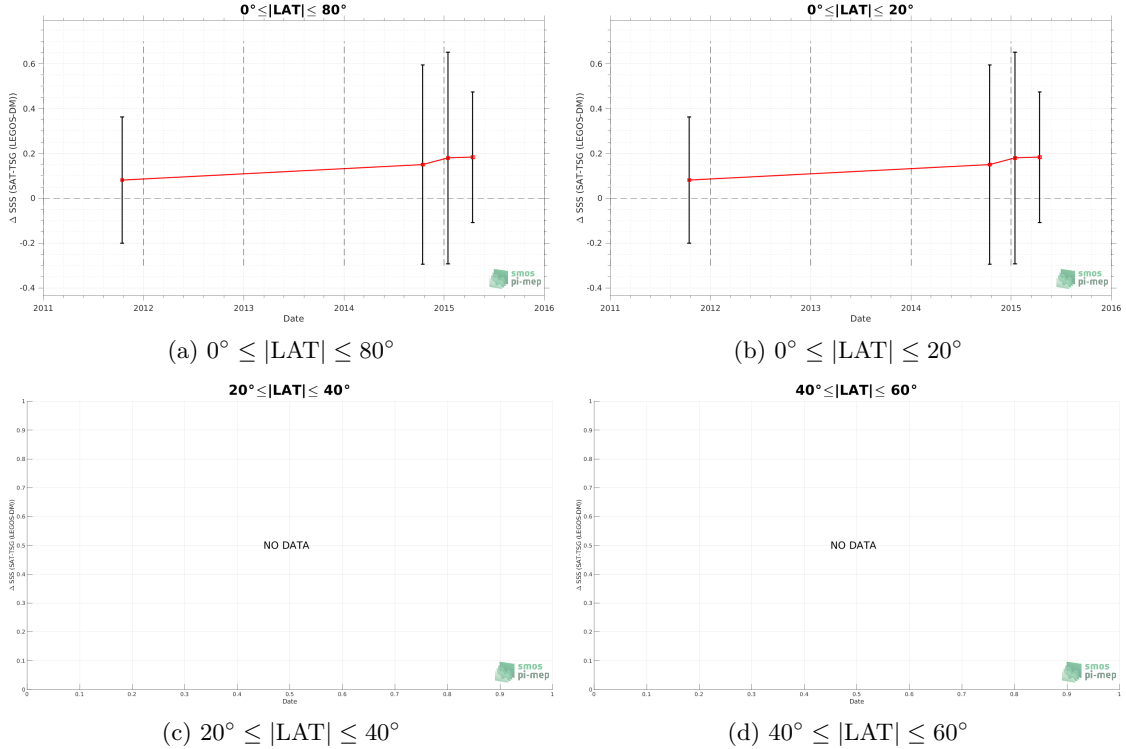 0°≤|LAT|≤ 80°
Δ SSS (SAT-TSG (LEGOS-DM))
0.6
0.4
0.2
0
-0.2
-0.4
2011 2012 2013 2014 2015 2016
Date
smos
pi-mep
(a) 0° ≤ |LAT| ≤ 80°
0°≤|LAT|≤ 20°
Δ SSS (SAT-TSG (LEGOS-DM))
0.6
0.4
0.2
0
-0.2
-0.4
2011 2012 2013 2014 2015 2016
Date
smos
pi-mep
(b) 0° ≤ |LAT| ≤ 20°
20°≤|LAT|≤ 40°
Δ SSS (SAT-TSG (LEGOS-DM))
1
0.9
0.8
0.7
0.6
0.5
0.4
0.3
0.2
0.1
0
NO DATA
0 0.1 0.2 0.3 0.4 0.5 0.6 0.7 0.8 0.9 1
Date
smos
pi-mep
(c) 20° ≤ |LAT| ≤ 40°
40°≤|LAT|≤ 60°
Δ SSS (SAT-TSG (LEGOS-DM))
1
0.9
0.8
0.7
0.6
0.5
0.4
0.3
0.2
0.1
0
NO DATA
0 0.1 0.2 0.3 0.4 0.5 0.6 0.7 0.8 0.9 1
Date
smos
pi-mep
(d) 40° ≤ |LAT| ≤ 60°